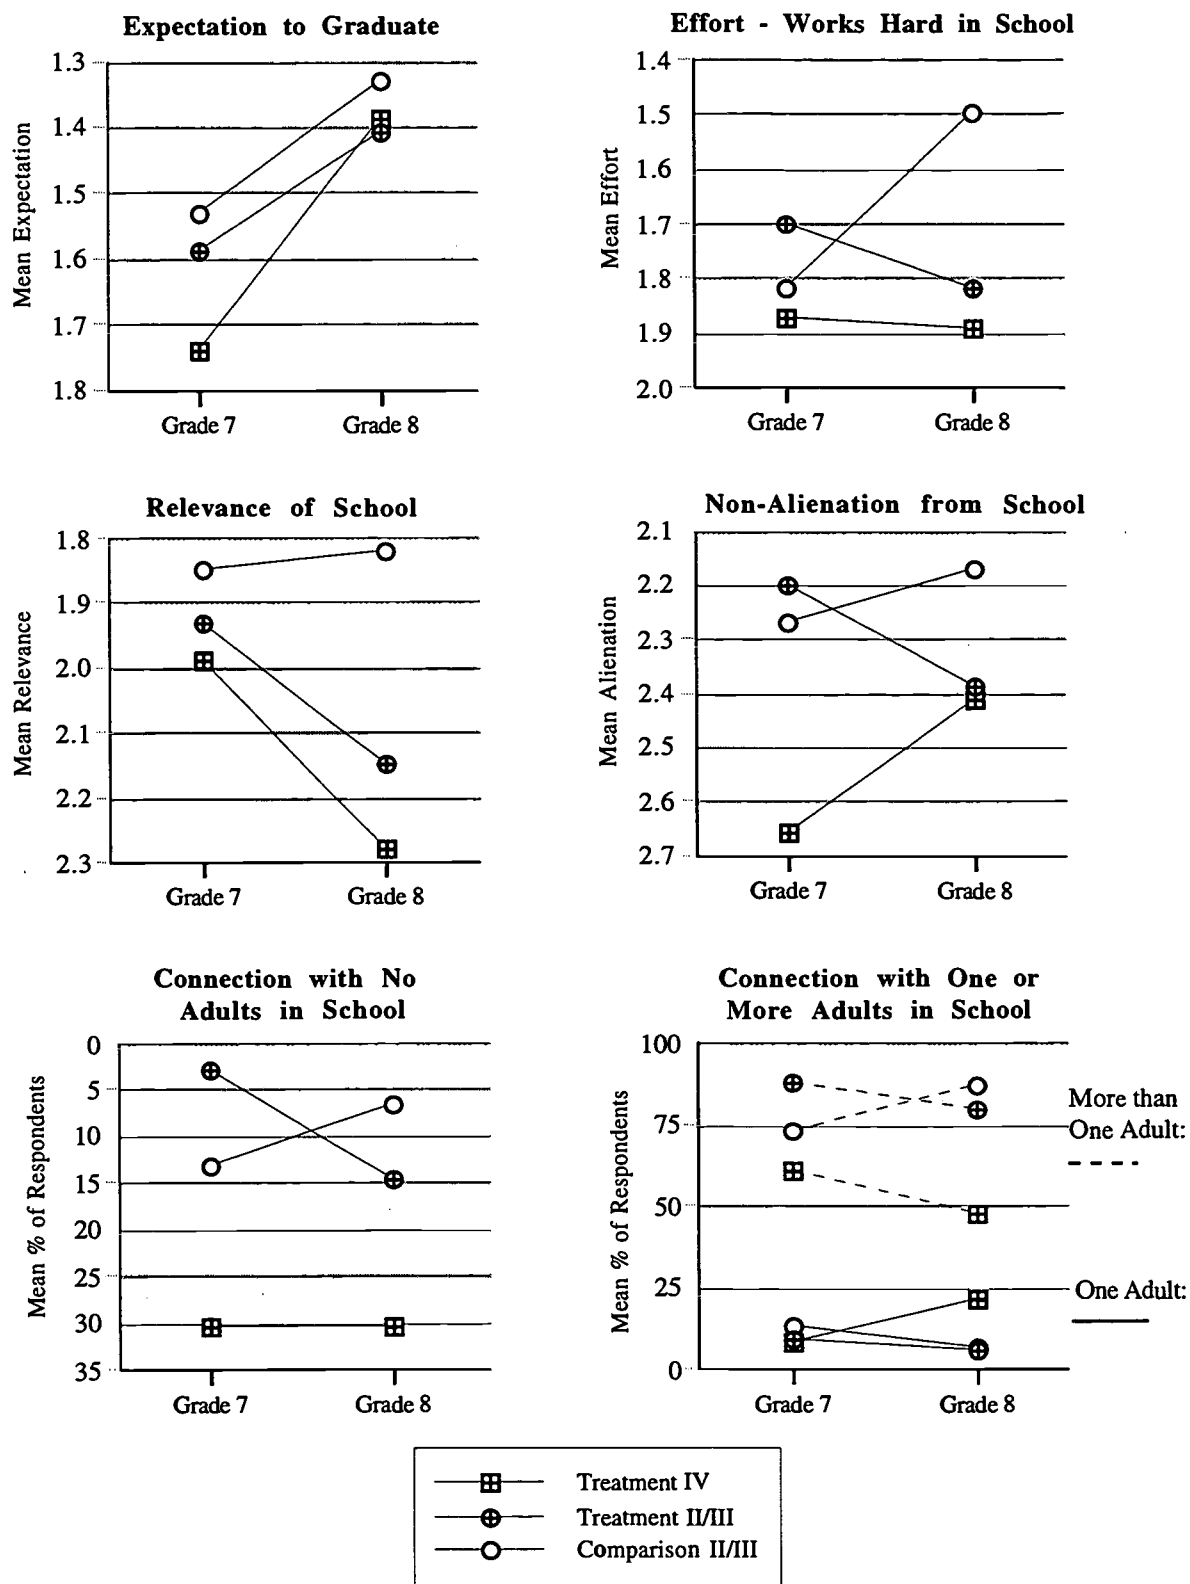 Expectation to Graduate
Mean Expectation
1.3
1.4
1.5
1.6
1.7
1.8
Grade 7
Grade 8
Effort - Works Hard in School
Mean Effort
1.4
1.5
1.6
1.7
1.8
1.9
2.0
Grade 7
Grade 8
Relevance of School
Mean Relevance
1.8
1.9
2.0
2.1
2.2
2.3
Grade 7
Grade 8
Non-Alienation from School
Mean Alienation
2.1
2.2
2.3
2.4
2.5
2.6
2.7
Grade 7
Grade 8
Connection with No
Adults in School
Mean % of Respondents
0
5
10
15
20
25
30
35
Grade 7
Grade 8
Connection with One or
More Adults in School
Mean % of Respondents
100
75
50
25
0
Grade 7
Grade 8
More than
One Adult:
One Adult:
Treatment IV
Treatment II/III
Comparison II/III